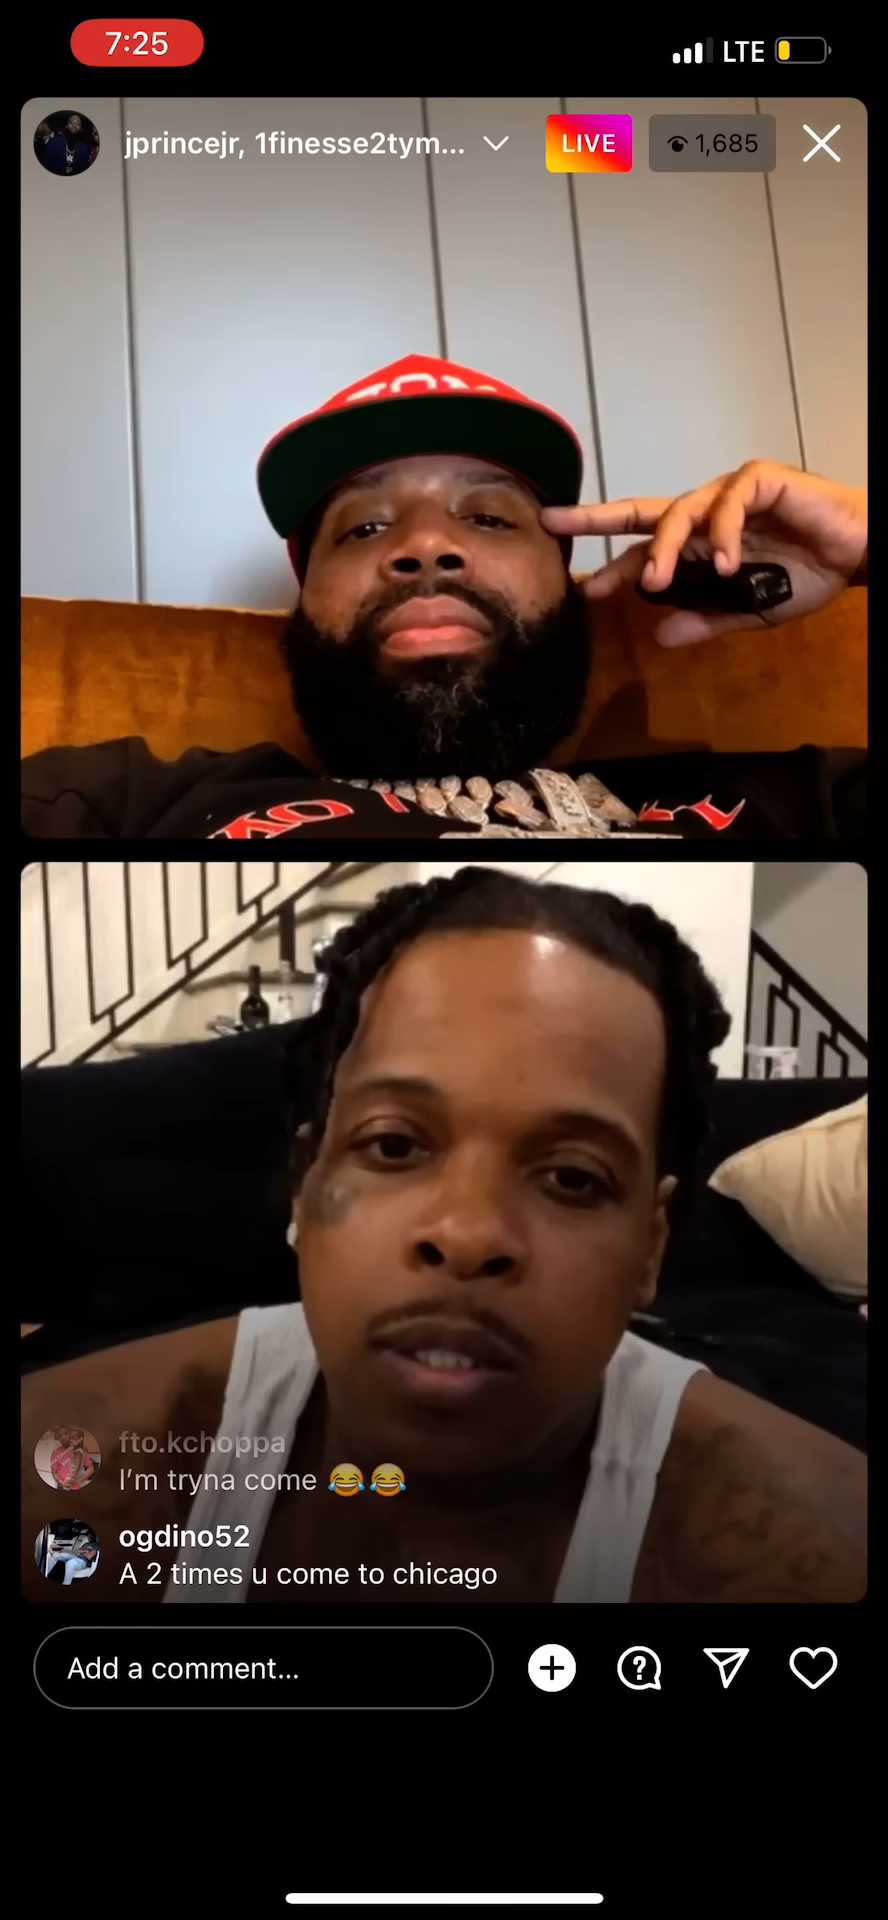 7:25
LTE
jprincejr, 1finesse2tym...
LIVE
1,685
fto.kchoppa
I'm tryna come 😂😂
ogdino52
A 2 times u come to chicago
Add a comment...